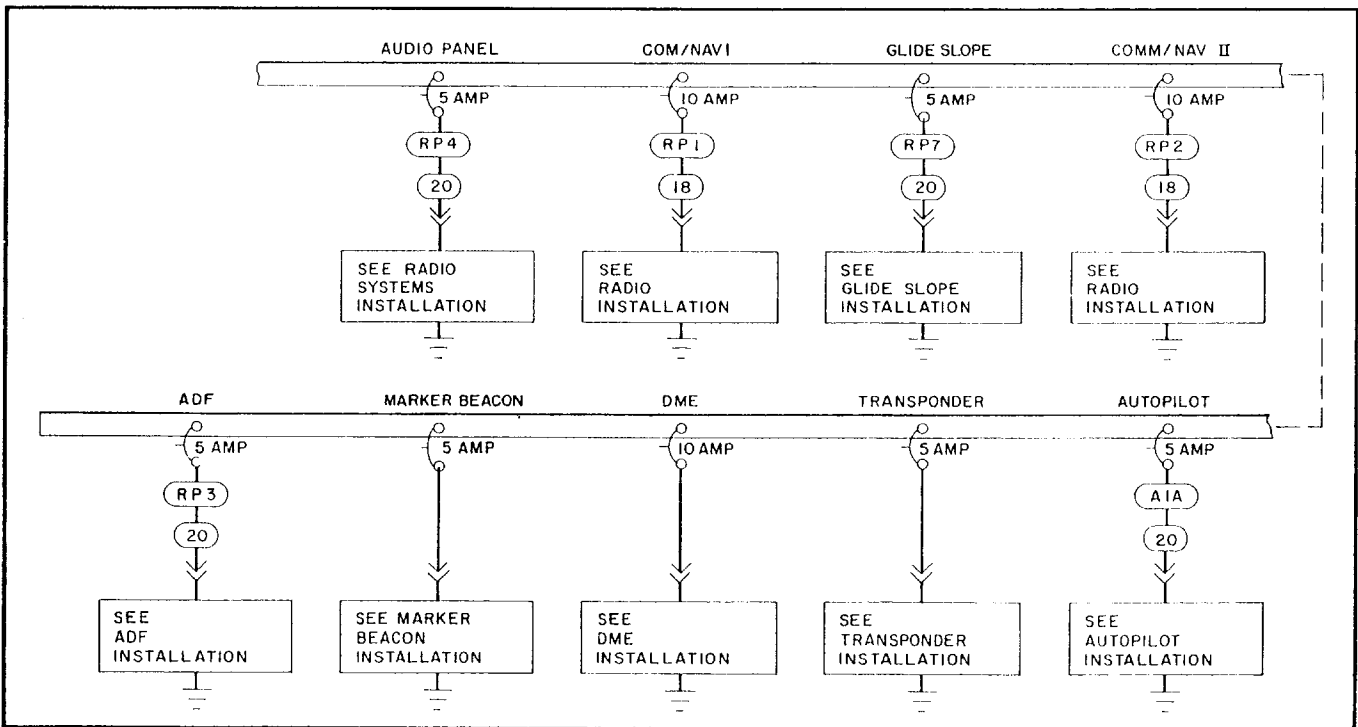 AUDIO PANEL COM/NAV I GLIDE SLOPE COMM/NAV II
5 AMP 10 AMP 5 AMP 10 AMP
RP4 RP1 RP7 RP2
20 18 20 18
SEE RADIO
SYSTEMS
INSTALLATION
SEE
RADIO
INSTALLATION
SEE
GLIDE SLOPE
INSTALLATION
SEE
RADIO
INSTALLATION
ADF MARKER BEACON DME TRANSPONDER AUTOPILOT
5 AMP 5 AMP 10 AMP 5 AMP 5 AMP
RP3 A1A
20 20
SEE
ADF
INSTALLATION
SEE MARKER
BEACON
INSTALLATION
SEE
DME
INSTALLATION
SEE
TRANSPONDER
INSTALLATION
SEE
AUTOPILOT
INSTALLATION